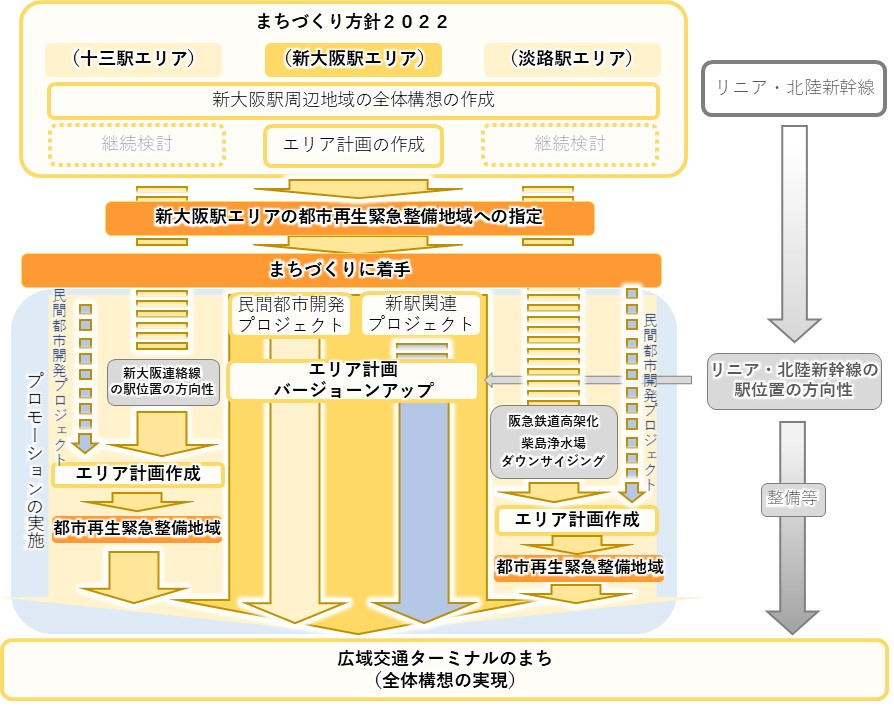 まちづくり方針２０２２
（十三駅エリア）
（新大阪駅エリア）
（淡路駅エリア）
新大阪駅周辺地域の全体構想の作成
継続検討
エリア計画の作成
継続検討
リニア・北陸新幹線
新大阪駅エリアの都市再生緊急整備地域への指定
まちづくりに着手
プロモーションの実施
民間都市開発プロジェクト
新大阪連絡線
の駅位置の方向性
エリア計画作成
都市再生緊急整備地域
民間都市開発
プロジェクト
新駅関連
プロジェクト
エリア計画
バージョーンアップ
阪急鉄道高架化
柴島浄水場
ダウンサイジング
エリア計画作成
都市再生緊急整備地域
民間都市開発プロジェクト
リニア・北陸新幹線の
駅位置の方向性
整備等
広域交通ターミナルのまち
（全体構想の実現）